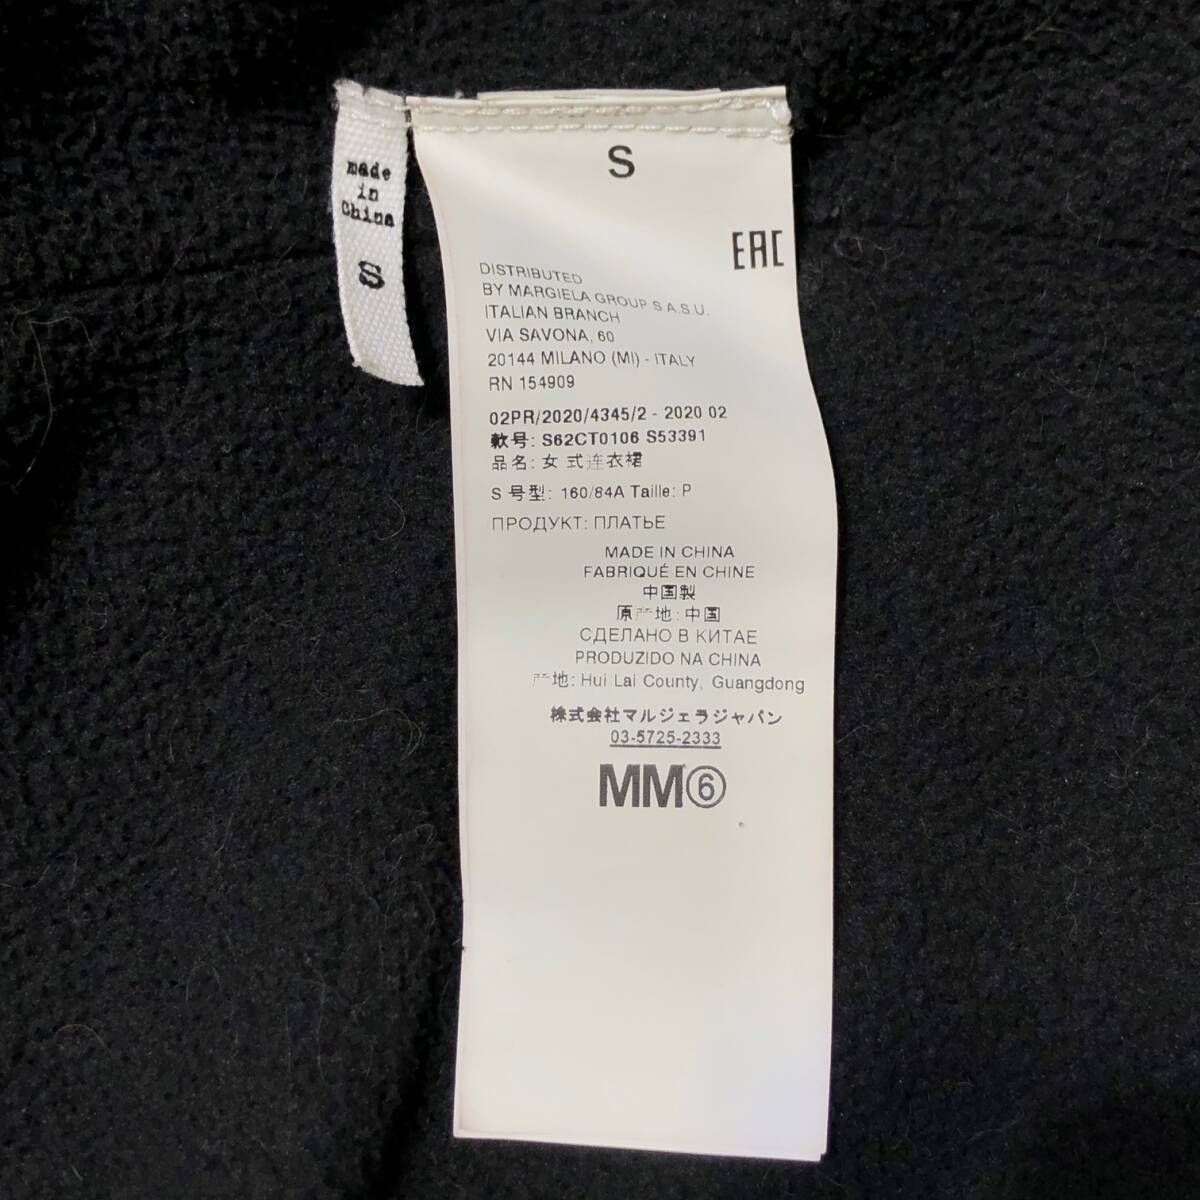 made
in
China
S
S
EAC
DISTRIBUTED
BY MARGIELA GROUP S.A.S.U.
ITALIAN BRANCH
VIA SAVONA, 60
20144 MILANO (MI) - ITALY
RN 154909
02PR/2020/4345/2 - 2020 02
款号: S62CT0106 S53391
品名: 女 式连衣裙
S 号型: 160/84A Taille: P
ПРОДУКТ: ПЛАТЬЕ
MADE IN CHINA
FABRIQUÉ EN CHINE
中国製
原产地: 中国
СДЕЛАНО В КИТАЕ
PRODUZIDO NA CHINA
产地: Hui Lai County, Guangdong
株式会社マルジェラジャパン
03-5725-2333
MM⑥